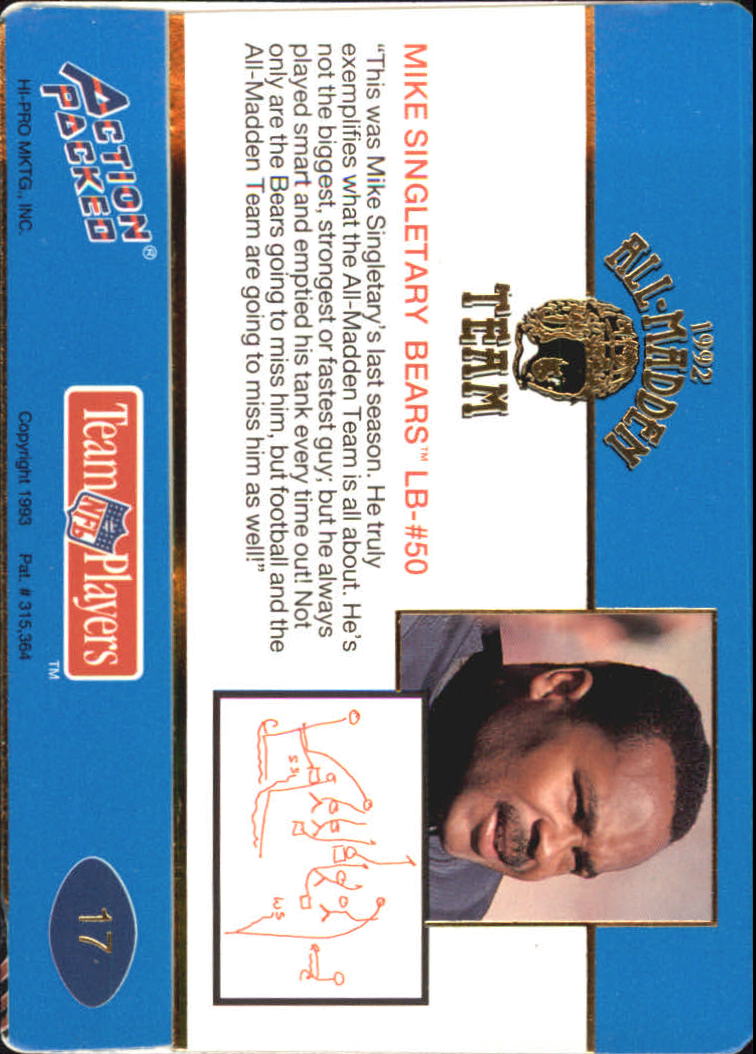 1992
ALL-MADDEN
TEAM
MIKE SINGLETARY BEARS™ LB-#50
"This was Mike Singletary's last season. He truly
exemplifies what the All-Madden Team is all about. He's
not the biggest, strongest or fastest guy; but he always
played smart and emptied his tank every time out! Not
only are the Bears going to miss him, but football and the
All-Madden Team are going to miss him as well!"
SS
WS
ACTION
PACKED®
HI-PRO MKTG., INC.
Team NFL Players™
Copyright 1993 Pat. # 315,364
17